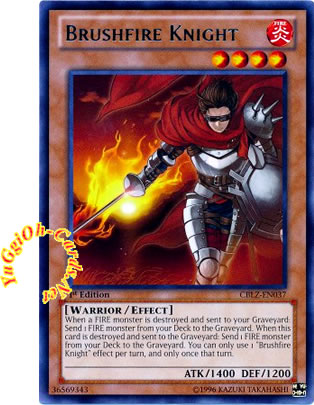 BRUSHFIRE KNIGHT
FIRE
炎
YuGgiOh-Cards.Net
1st Edition
CBLZ-EN037
[WARRIOR / EFFECT]
When a FIRE monster is destroyed and sent to your Graveyard:
Send 1 FIRE monster from your Deck to the Graveyard. When this
card is destroyed and sent to the Graveyard: Send 1 FIRE monster
from your Deck to the Graveyard. You can only use 1 "Brushfire
Knight" effect per turn, and only once that turn.
ATK/1400 DEF/1200
36569343
©1996 KAZUKI TAKAHASHI